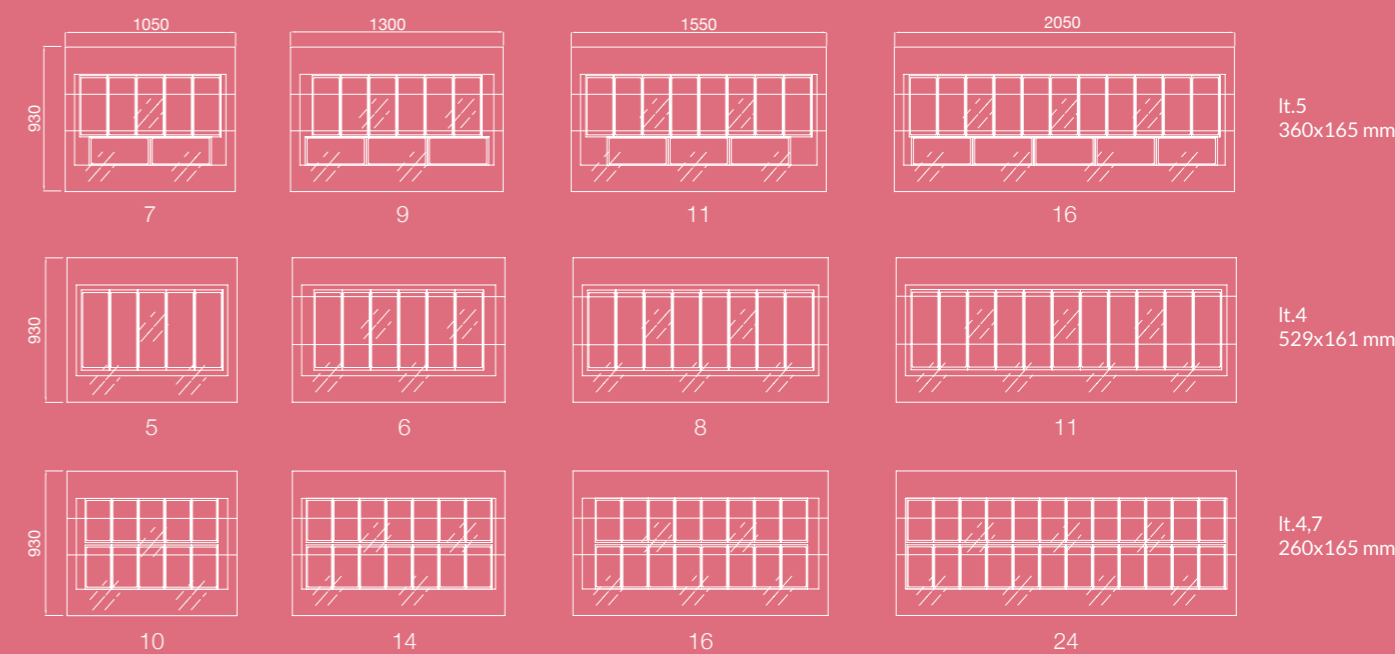 1050 1300 1550 2050
930
lt.5
360x165 mm
7 9 11 16
930
lt.4
529x161 mm
5 6 8 11
930
lt.4,7
260x165 mm
10 14 16 24